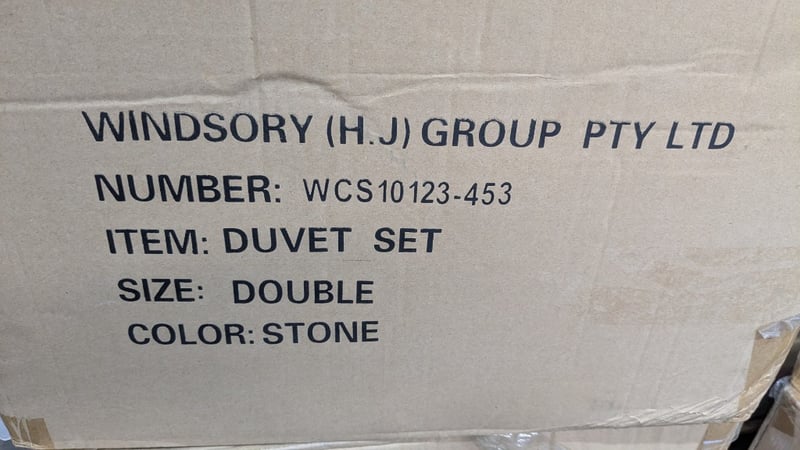 WINDSORY (H.J) GROUP PTY LTD
NUMBER: WCS10123-453
ITEM: DUVET SET
SIZE: DOUBLE
COLOR: STONE